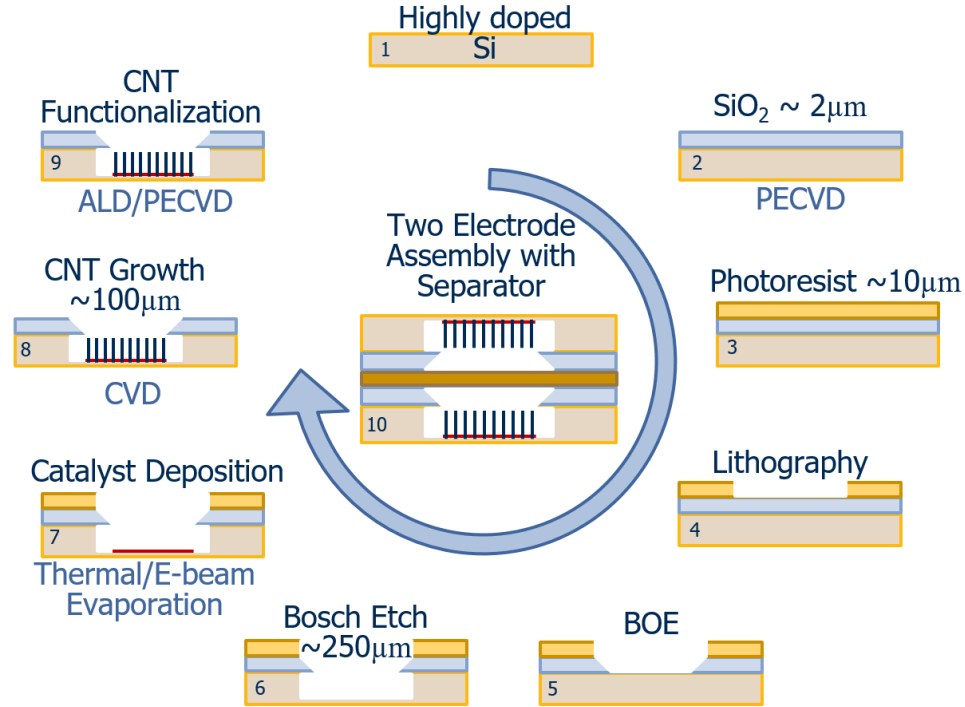 Highly doped
Si
1
SiO₂ ~ 2µm
2
PECVD
Photoresist ~10µm
3
Lithography
4
BOE
5
Bosch Etch
~250µm
6
Catalyst Deposition
7
Thermal/E-beam
Evaporation
CNT Growth
~100µm
8
CVD
CNT
Functionalization
9
ALD/PECVD
Two Electrode
Assembly with
Separator
10